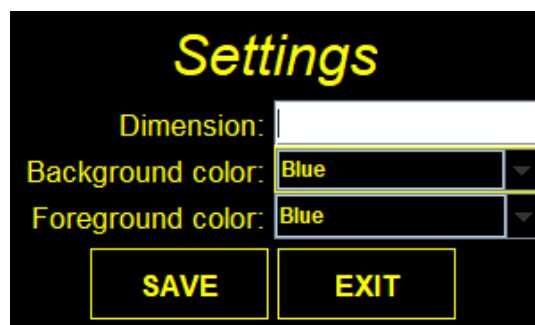 Settings
Dimension:
Background color: Blue
Foreground color: Blue
SAVE EXIT